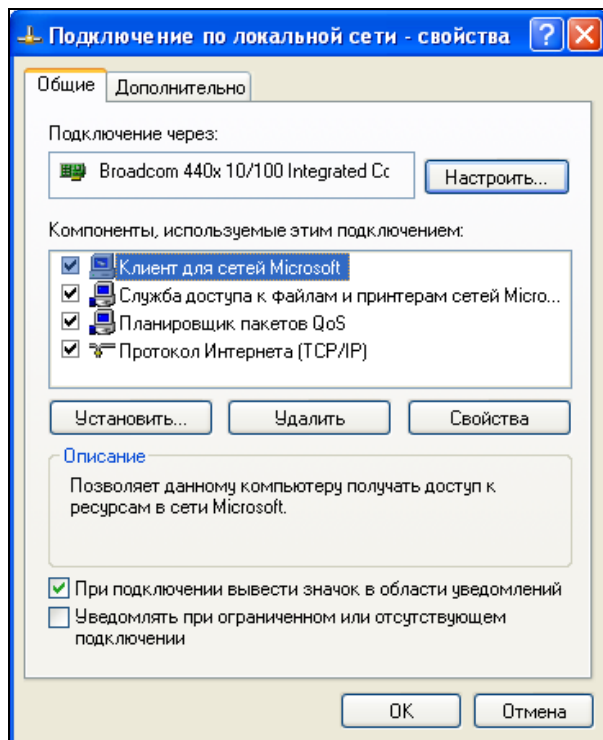 Подключение по локальной сети - свойства
Общие
Дополнительно
Подключение через:
Broadcom 440x 10/100 Integrated Cc
Настроить...
Компоненты, используемые этим подключением:
Клиент для сетей Microsoft
Служба доступа к файлам и принтерам сетей Micro...
Планировщик пакетов QoS
Протокол Интернета (TCP/IP)
Установить...
Удалить
Свойства
Описание
Позволяет данному компьютеру получать доступ к
ресурсам в сети Microsoft.
При подключении вывести значок в области уведомлений
Уведомлять при ограниченном или отсутствующем
подключении
OK
Отмена